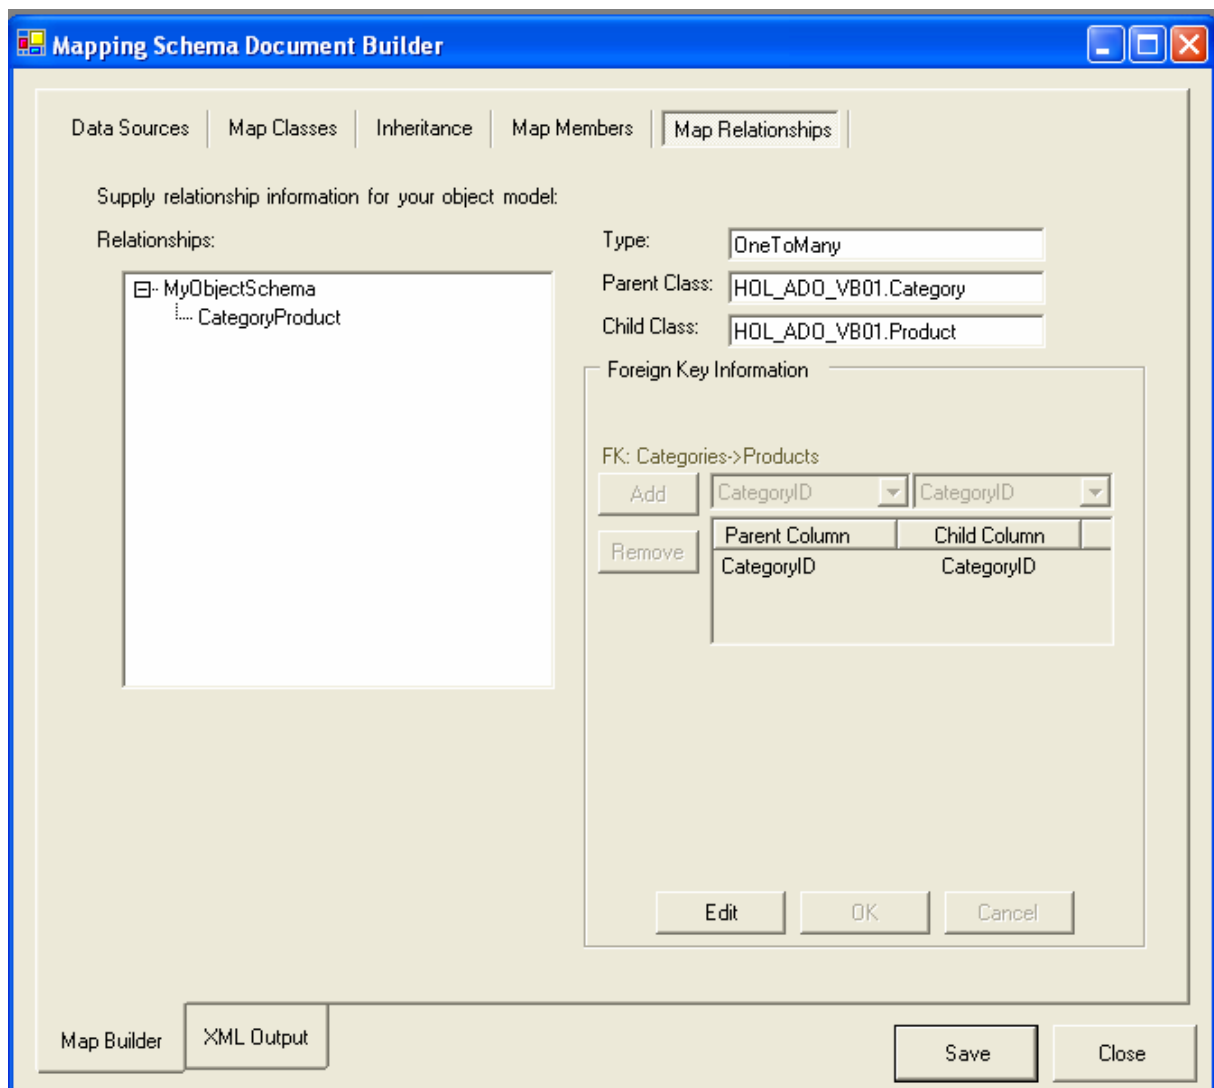 Mapping Schema Document Builder
Data Sources
Map Classes
Inheritance
Map Members
Map Relationships
Supply relationship information for your object model:
Relationships:
MyObjectSchema
CategoryProduct
Type:
OneToMany
Parent Class:
HOL_ADO_VB01.Category
Child Class:
HOL_ADO_VB01.Product
Foreign Key Information
FK: Categories->Products
Add
CategoryID
CategoryID
Remove
Parent Column
Child Column
CategoryID
CategoryID
Edit
OK
Cancel
Map Builder
XML Output
Save
Close